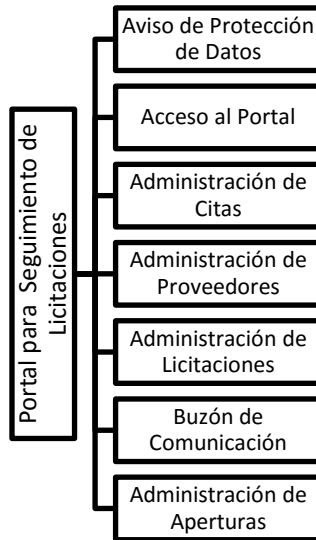 Portal para Seguimiento de
Licitaciones
Aviso de Protección
de Datos
Acceso al Portal
Administración de
Citas
Administración de
Proveedores
Administración de
Licitaciones
Buzón de
Comunicación
Administración de
Aperturas